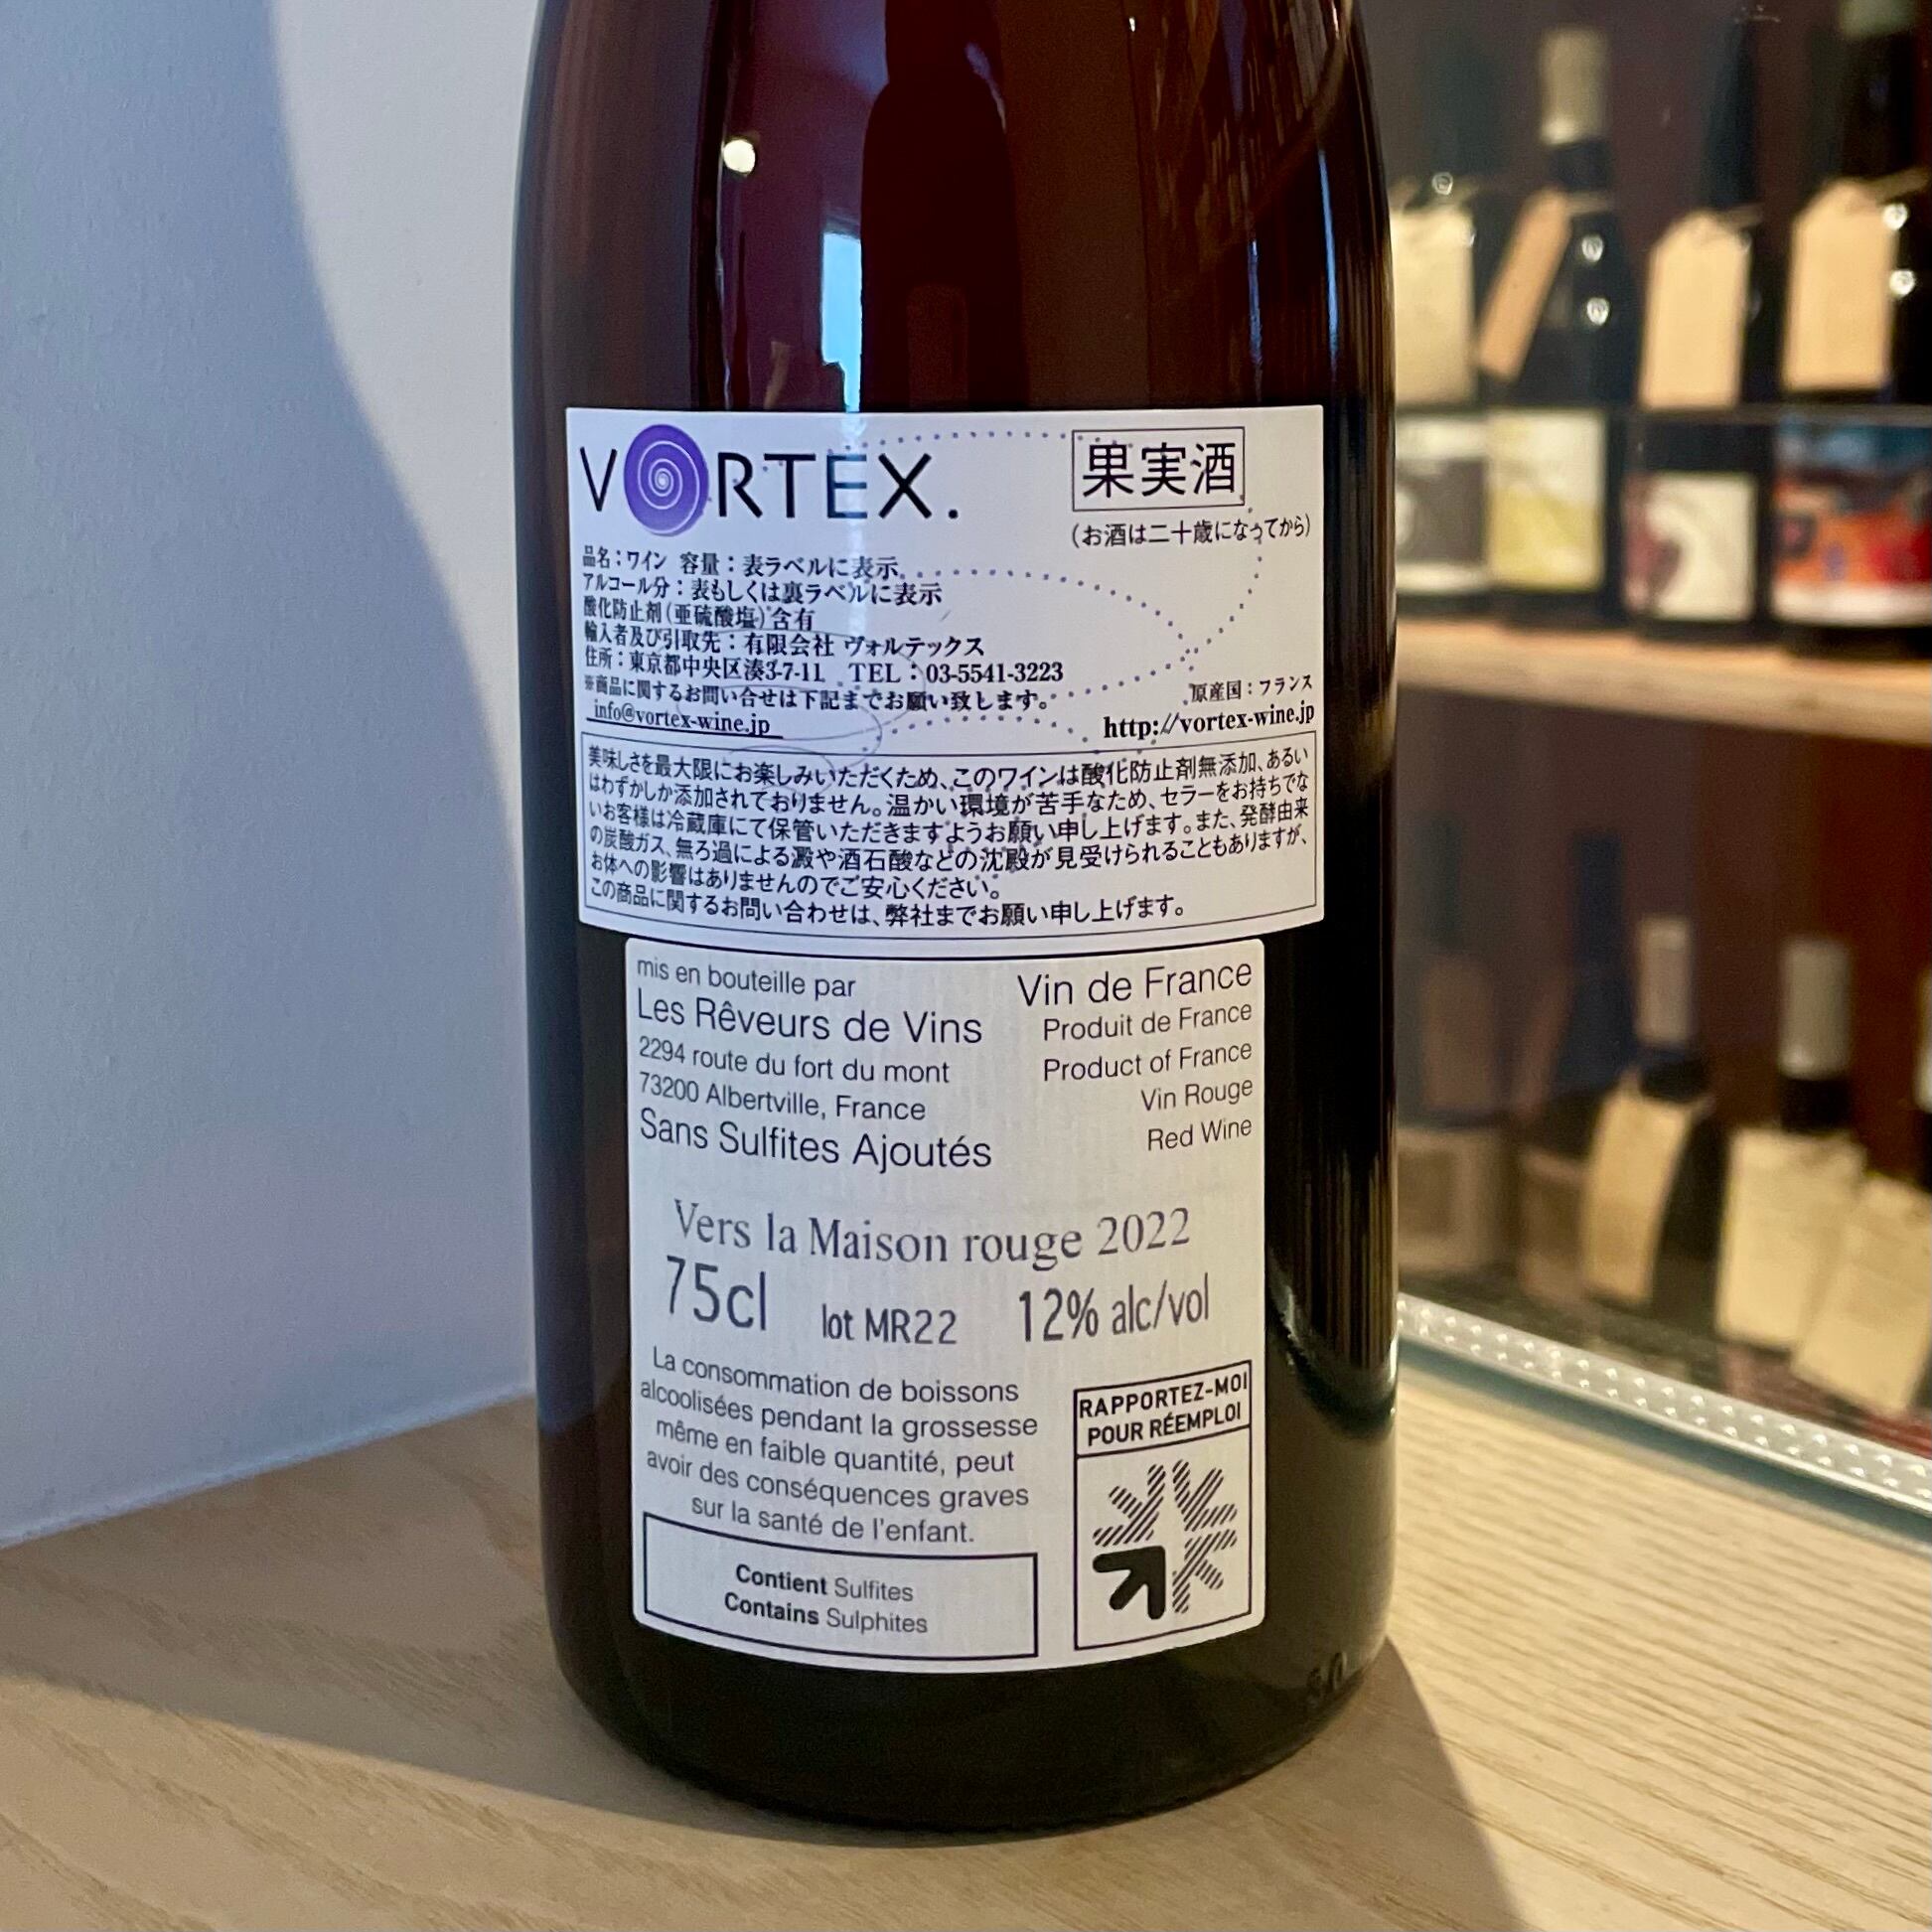 VORTEX.
果実酒
(お酒は二十歳になってから)
品名：ワイン 容量：表ラベルに表示
アルコール分：表もしくは裏ラベルに表示
酸化防止剤(亜硫酸塩)含有
輸入者及び引取先：有限会社 ヴォルテックス
住所：東京都中央区湊3-7-11 TEL：03-5541-3223
※商品に関するお問い合せは下記までお願い致します。
原産国：フランス
info@vortex-wine.jp
http://vortex-wine.jp
美味しさを最大限にお楽しみいただくため、このワインは酸化防止剤無添加、あるい
はわずかしか添加されておりません。温かい環境が苦手なため、セラーをお持ちでな
いお客様は冷蔵庫にて保管いただきますようお願い申し上げます。また、発酵由来
の炭酸ガス、無ろ過による澱や酒石酸などの沈殿が見受けられることもありますが、
お体への影響はありませんのでご安心ください。
この商品に関するお問い合わせは、弊社までお願い申し上げます。
mis en bouteille par
Les Rêveurs de Vins
2294 route du fort du mont
73200 Albertville, France
Sans Sulfites Ajoutés
Vin de France
Produit de France
Product of France
Vin Rouge
Red Wine
Vers la Maison rouge 2022
75cl lot MR22 12% alc/vol
La consommation de boissons
alcoolisées pendant la grossesse
même en faible quantité, peut
avoir des conséquences graves
sur la santé de l'enfant.
RAPPORTEZ-MOI
POUR RÉEMPLOI
Contient Sulfites
Contains Sulphites